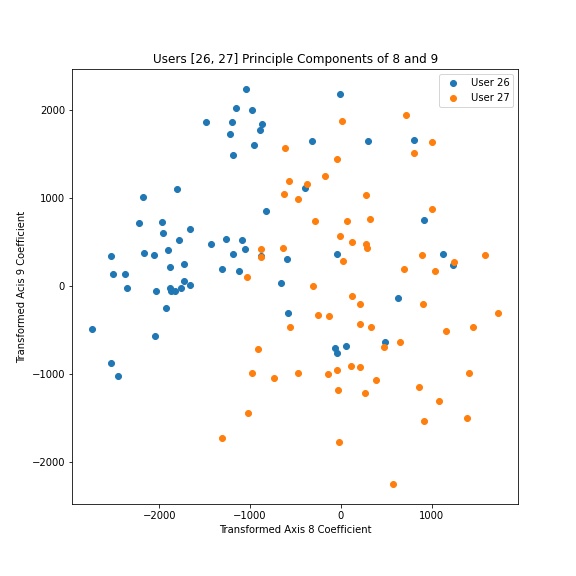 Users [26, 27] Principle Components of 8 and 9
User 26
User 27
2000
1000
0
−1000
−2000
Transformed Acis 9 Coefficient
−2000 −1000 0 1000
Transformed Axis 8 Coefficient